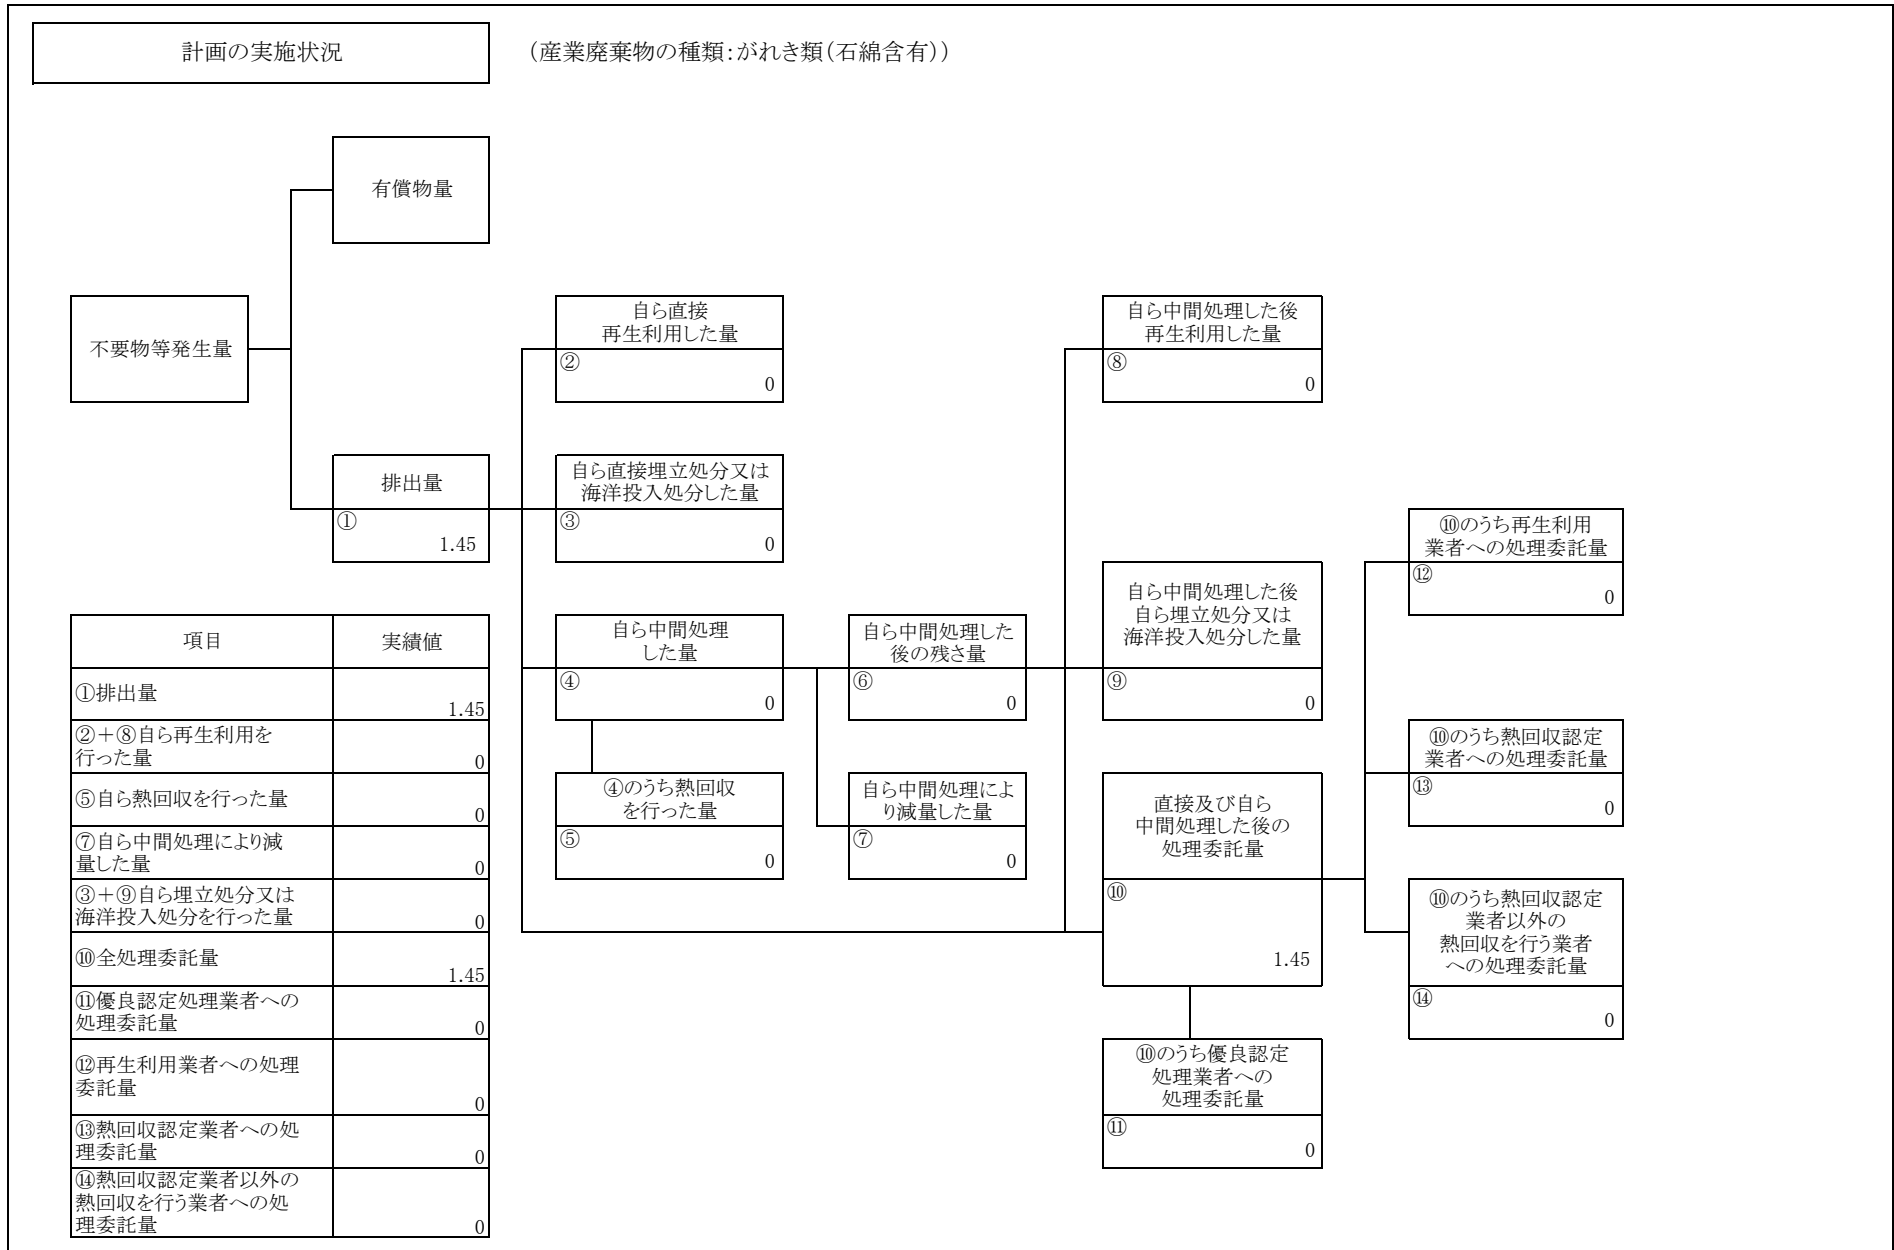 計画の実施状況
（産業廃棄物の種類：がれき類（石綿含有））
有償物量
不要物等発生量
排出量
①
1.45
自ら直接
再生利用した量
②
0
自ら直接埋立処分又は
海洋投入処分した量
③
0
自ら中間処理
した量
④
0
④のうち熱回収
を行った量
⑤
0
自ら中間処理した
後の残さ量
⑥
0
自ら中間処理によ
り減量した量
⑦
0
自ら中間処理した後
再生利用した量
⑧
0
自ら中間処理した後
自ら埋立処分又は
海洋投入処分した量
⑨
0
直接及び自ら
中間処理した後の
処理委託量
⑩
1.45
⑩のうち優良認定
処理業者への
処理委託量
⑪
0
⑩のうち再生利用
業者への処理委託量
⑫
0
⑩のうち熱回収認定
業者への処理委託量
⑬
0
⑩のうち熱回収認定
業者以外の
熱回収を行う業者
への処理委託量
⑭
0
項目 実績値
①排出量
1.45
②＋⑧自ら再生利用を
行った量
0
⑤自ら熱回収を行った量
0
⑦自ら中間処理により減
量した量
0
③＋⑨自ら埋立処分又は
海洋投入処分を行った量
0
⑩全処理委託量
1.45
⑪優良認定処理業者への
処理委託量
0
⑫再生利用業者への処理
委託量
0
⑬熱回収認定業者への処
理委託量
0
⑭熱回収認定業者以外の
熱回収を行う業者への処
理委託量
0